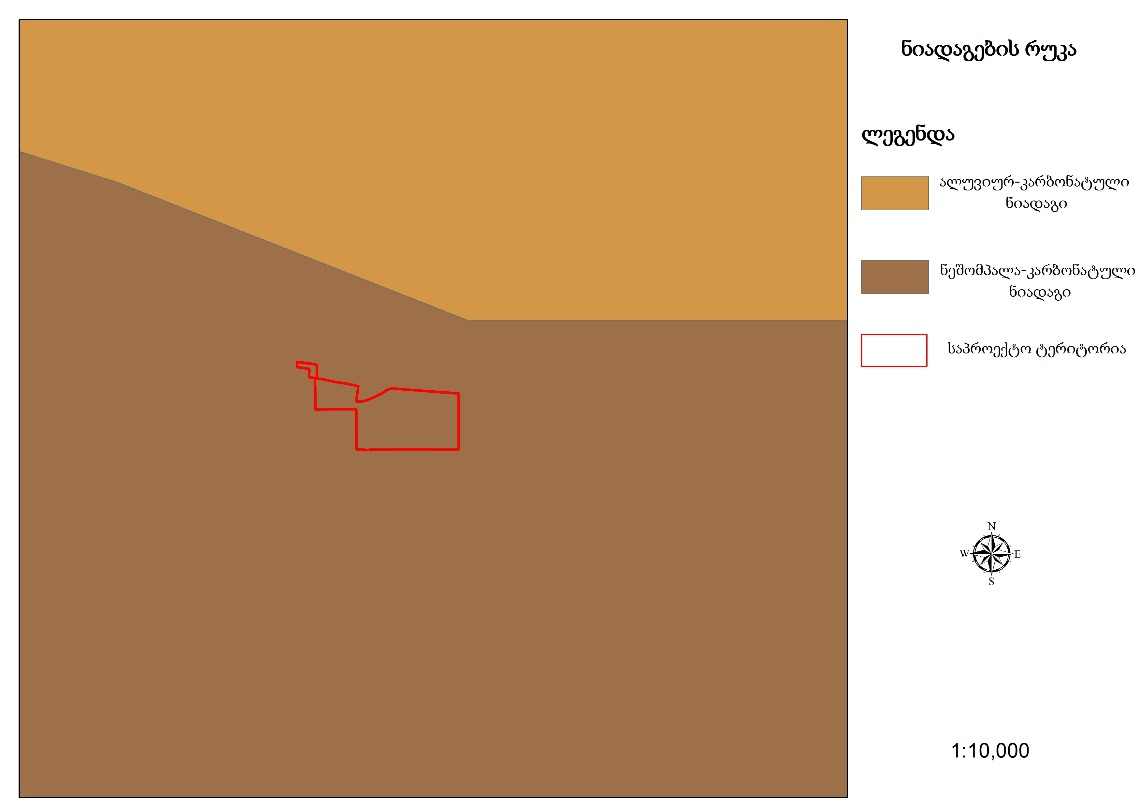 ნიადაგების რუკა
ლეგენდა
ალუვიურ-კარბონატული
ნიადაგი
ნეშომპალა-კარბონატული
ნიადაგი
საპროექტო ტერიტორია
N
W E
S
1:10,000